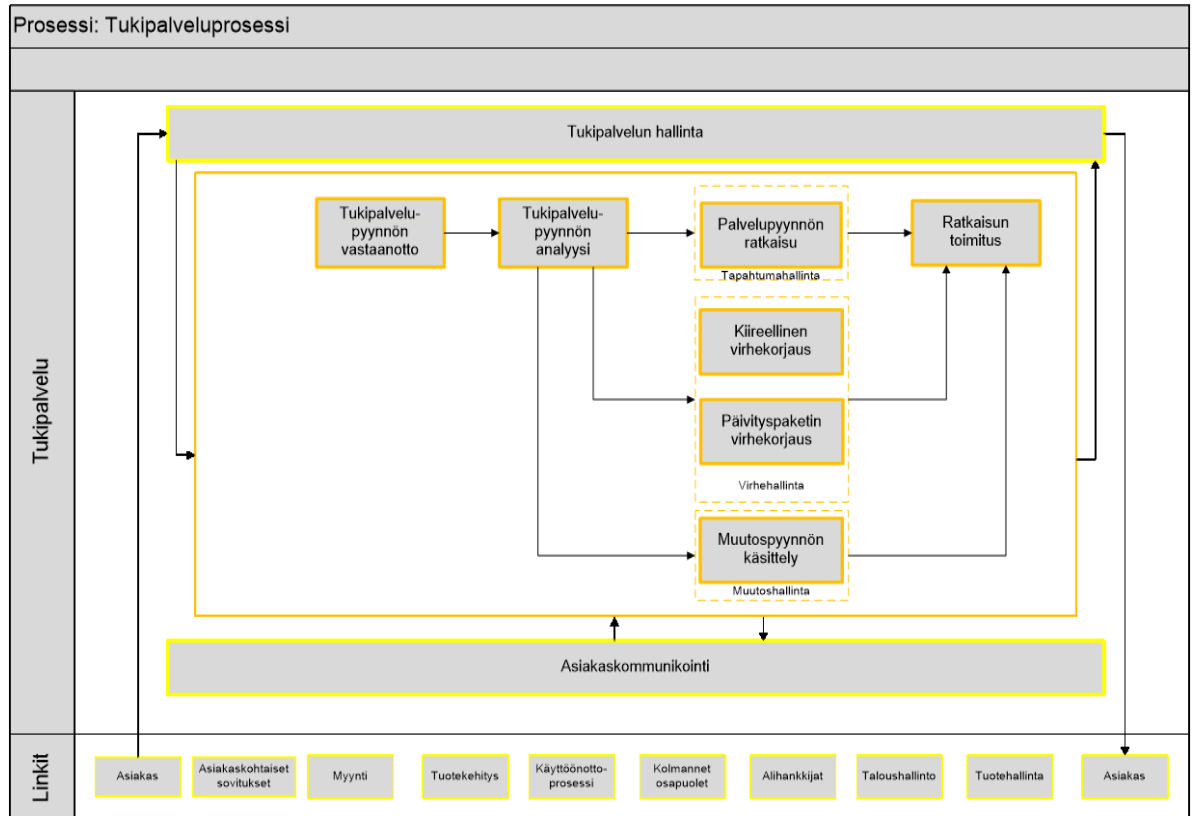 Prosessi: Tukipalveluprosessi
Tukipalvelu
Tukipalvelun hallinta
Tukipalvelu-
pyynnön
vastaanotto
Tukipalvelu-
pyynnön
analyysi
Palvelupyynnön
ratkaisu
Tapahtumahallinta
Ratkaisun
toimitus
Kiireellinen
virhekorjaus
Päivityspaketin
virhekorjaus
Virhehallinta
Muutospyynnön
käsittely
Muutoshallinta
Asiakaskommunikointi
Linkit
Asiakas
Asiakaskohtaiset
sovitukset
Myynti
Tuotekehitys
Käyttöönotto-
prosessi
Kolmannet
osapuolet
Alihankkijat
Taloushallinto
Tuotehallinta
Asiakas